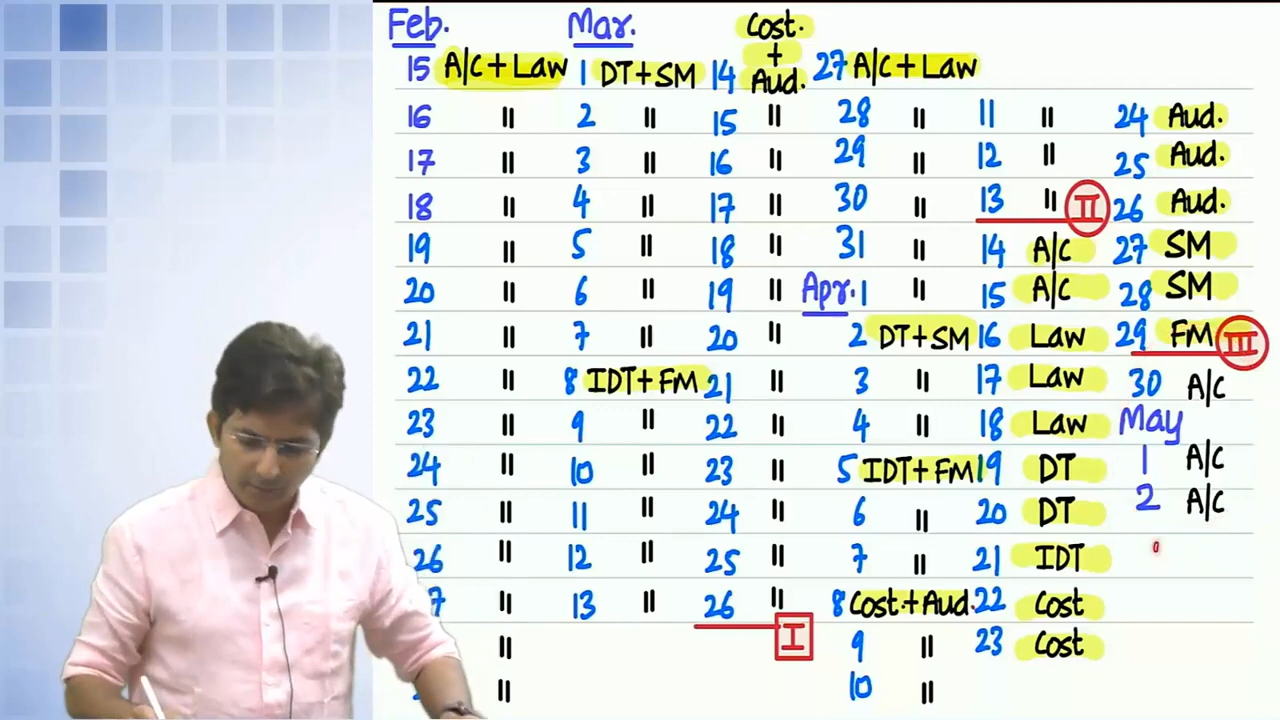 Feb.
15 A/C + Law
16 〃
17 〃
18 〃
19 〃
20 〃
21 〃
22 〃
23 〃
24 〃
25 〃
26 〃
7 〃
〃
〃
Mar.
1 DT + SM
2 〃
3 〃
4 〃
5 〃
6 〃
7 〃
8 IDT + FM
9 〃
10 〃
11 〃
12 〃
13 〃
Cost.
+
14 Aud.
15 〃
16 〃
17 〃
18 〃
19 〃
20 〃
21 〃
22 〃
23 〃
24 〃
25 〃
26 〃
I
27 A/C + Law
28 〃
29 〃
30 〃
31 〃
Apr. 1 〃
2 DT + SM
3 〃
4 〃
5 IDT + FM
6 〃
7 〃
8 Cost. + Aud.
9 〃
10 〃
11 〃
12 〃
13 〃 II
14 A/C
15 A/C
16 Law
17 Law
18 Law
19 DT
20 DT
21 IDT
22 Cost
23 Cost
24 Aud.
25 Aud.
26 Aud.
27 SM
28 SM
29 FM III
30 A/C
May
1 A/C
2 A/C